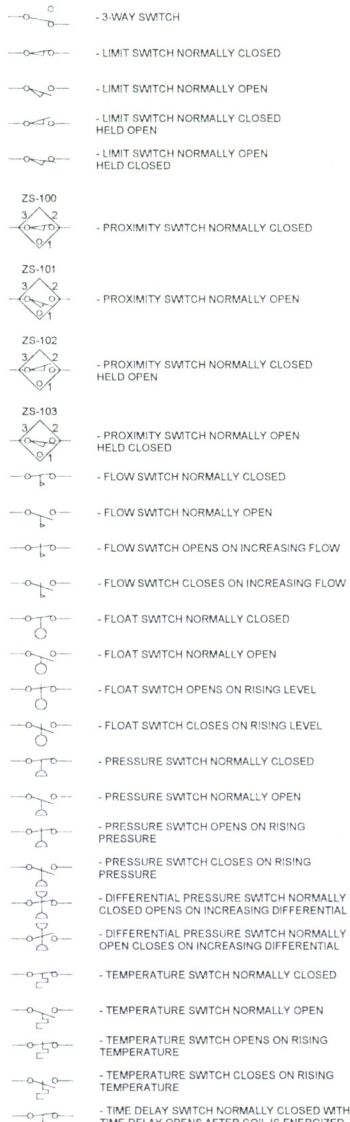 - 3-WAY SWITCH
- LIMIT SWITCH NORMALLY CLOSED
- LIMIT SWITCH NORMALLY OPEN
- LIMIT SWITCH NORMALLY CLOSED
HELD OPEN
- LIMIT SWITCH NORMALLY OPEN
HELD CLOSED
ZS-100
3 2
1
- PROXIMITY SWITCH NORMALLY CLOSED
ZS-101
3 2
1
- PROXIMITY SWITCH NORMALLY OPEN
ZS-102
3 2
1
- PROXIMITY SWITCH NORMALLY CLOSED
HELD OPEN
ZS-103
3 2
1
- PROXIMITY SWITCH NORMALLY OPEN
HELD CLOSED
- FLOW SWITCH NORMALLY CLOSED
- FLOW SWITCH NORMALLY OPEN
- FLOW SWITCH OPENS ON INCREASING FLOW
- FLOW SWITCH CLOSES ON INCREASING FLOW
- FLOAT SWITCH NORMALLY CLOSED
- FLOAT SWITCH NORMALLY OPEN
- FLOAT SWITCH OPENS ON RISING LEVEL
- FLOAT SWITCH CLOSES ON RISING LEVEL
- PRESSURE SWITCH NORMALLY CLOSED
- PRESSURE SWITCH NORMALLY OPEN
- PRESSURE SWITCH OPENS ON RISING
PRESSURE
- PRESSURE SWITCH CLOSES ON RISING
PRESSURE
- DIFFERENTIAL PRESSURE SWITCH NORMALLY
CLOSED OPENS ON INCREASING DIFFERENTIAL
- DIFFERENTIAL PRESSURE SWITCH NORMALLY
OPEN CLOSES ON INCREASING DIFFERENTIAL
- TEMPERATURE SWITCH NORMALLY CLOSED
- TEMPERATURE SWITCH NORMALLY OPEN
- TEMPERATURE SWITCH OPENS ON RISING
TEMPERATURE
- TEMPERATURE SWITCH CLOSES ON RISING
TEMPERATURE
- TIME DELAY SWITCH NORMALLY CLOSED WITH
TIME DELAY OPENS AFTER COIL IS ENERGIZED